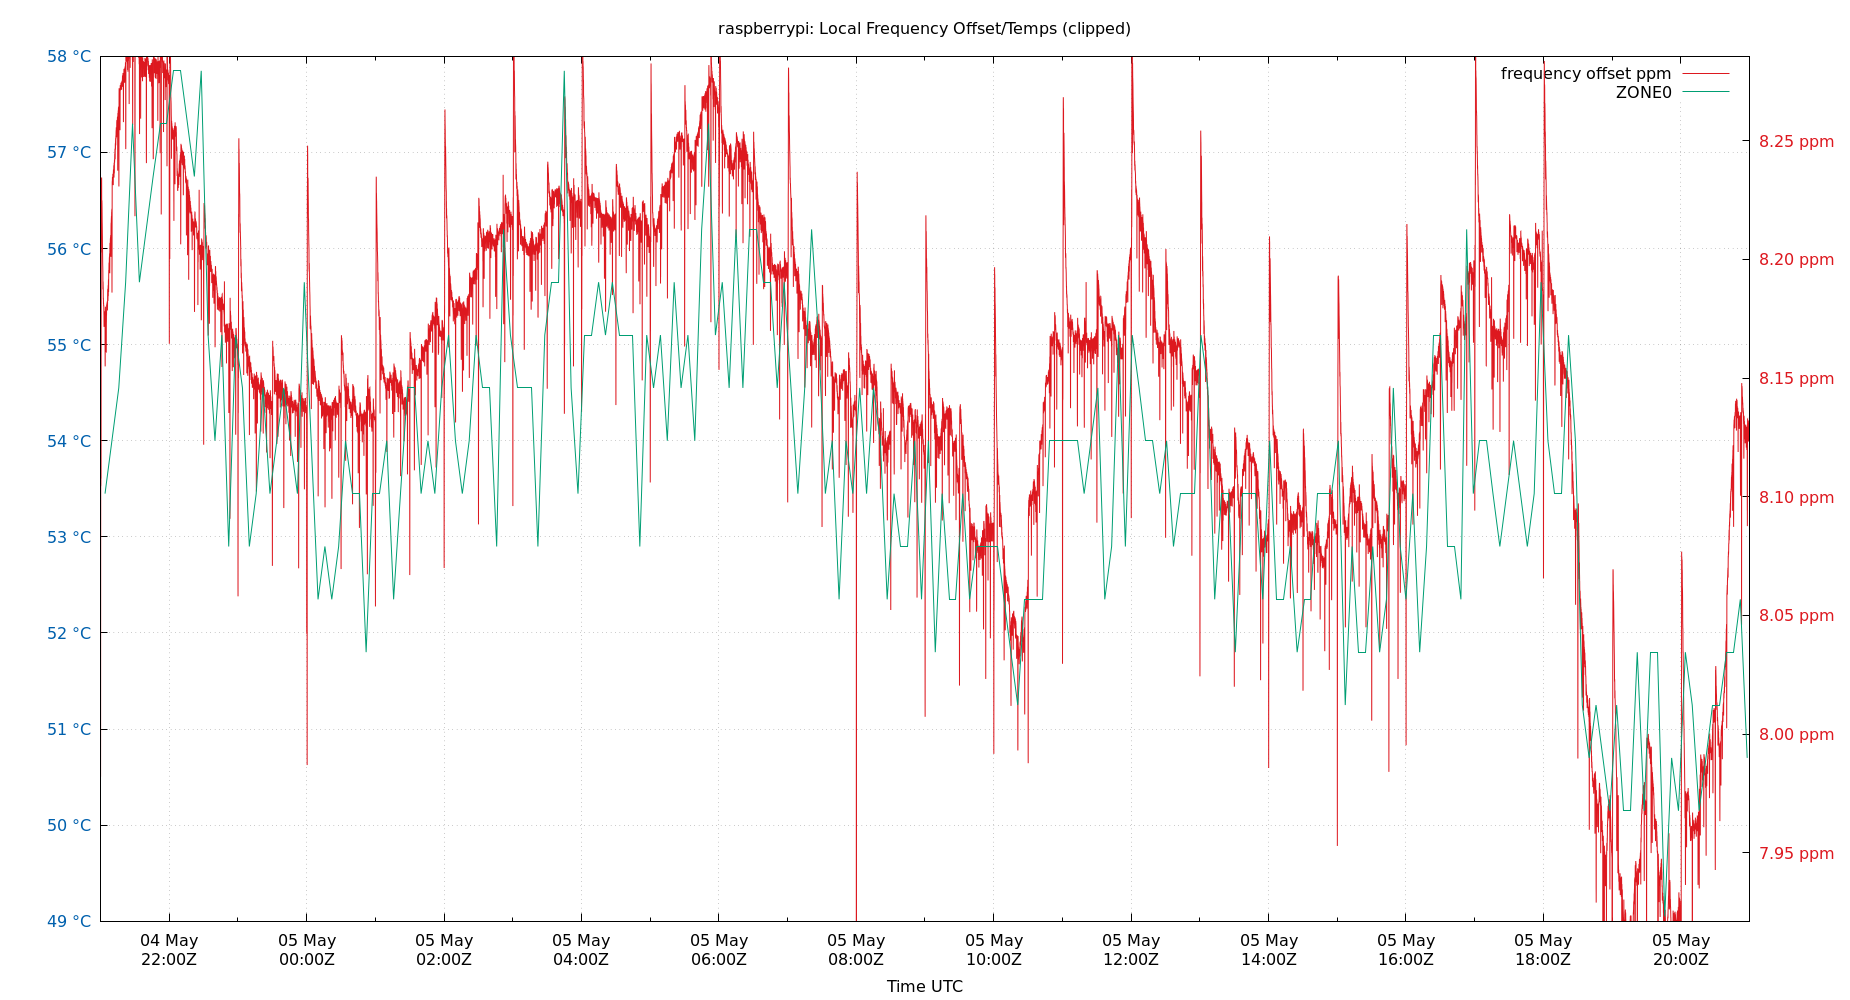 raspberrypi: Local Frequency Offset/Temps (clipped)
frequency offset ppm
ZONE0
58 °C
57 °C
56 °C
55 °C
54 °C
53 °C
52 °C
51 °C
50 °C
49 °C
8.25 ppm
8.20 ppm
8.15 ppm
8.10 ppm
8.05 ppm
8.00 ppm
7.95 ppm
04 May 05 May 05 May 05 May 05 May 05 May 05 May 05 May 05 May 05 May 05 May 05 May
22:00Z 00:00Z 02:00Z 04:00Z 06:00Z 08:00Z 10:00Z 12:00Z 14:00Z 16:00Z 18:00Z 20:00Z
Time UTC